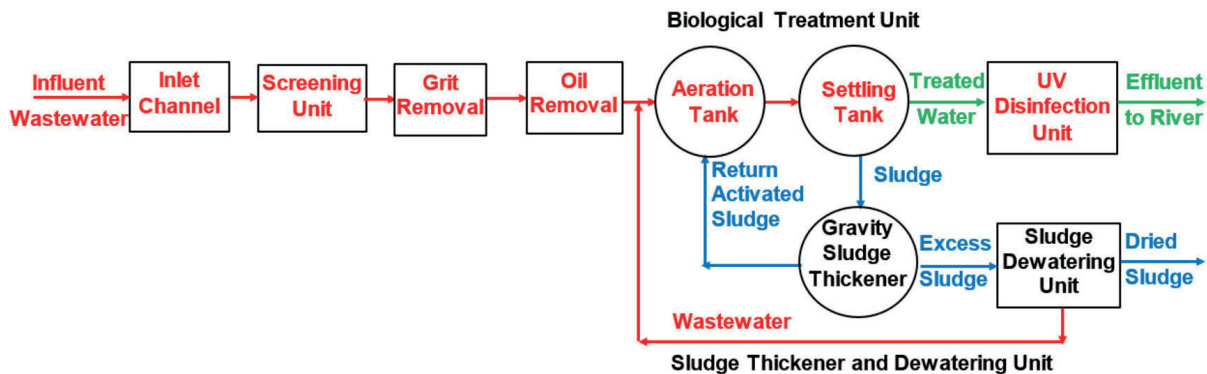 Biological Treatment Unit
Influent
Wastewater
Inlet
Channel
Screening
Unit
Grit
Removal
Oil
Removal
Aeration
Tank
Settling
Tank
Treated
Water
UV
Disinfection
Unit
Effluent
to River
Return
Activated
Sludge
Sludge
Gravity
Sludge
Thickener
Excess
Sludge
Sludge
Dewatering
Unit
Dried
Sludge
Wastewater
Sludge Thickener and Dewatering Unit